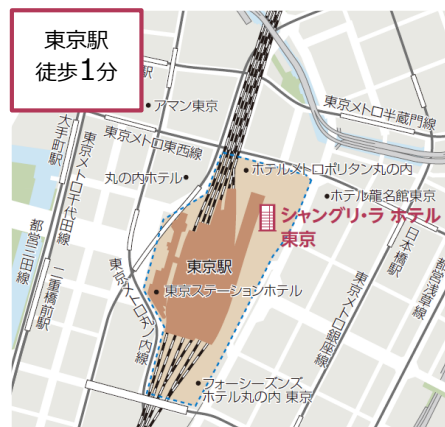 東京駅
徒歩1分
駅
アマン東京
東京メトロ半蔵門線
大手町駅
東京メトロ東西線
ホテルメトロポリタン丸の内
丸の内ホテル
ホテル龍名館東京
シャングリ・ラ ホテル
東京
東京メトロ千代田線
都営三田線
二重橋前駅
東京駅
東京ステーションホテル
東京メトロ丸ノ内線
日本橋駅
東京メトロ銀座線
都営浅草線
フォーシーズンズ
ホテル丸の内 東京